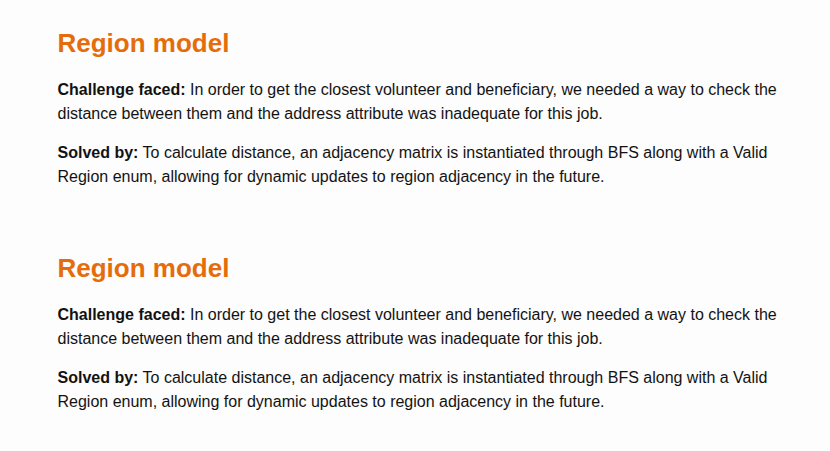 Region model
Challenge faced: In order to get the closest volunteer and beneficiary, we needed a way to check the
distance between them and the address attribute was inadequate for this job.
Solved by: To calculate distance, an adjacency matrix is instantiated through BFS along with a Valid
Region enum, allowing for dynamic updates to region adjacency in the future.
Region model
Challenge faced: In order to get the closest volunteer and beneficiary, we needed a way to check the
distance between them and the address attribute was inadequate for this job.
Solved by: To calculate distance, an adjacency matrix is instantiated through BFS along with a Valid
Region enum, allowing for dynamic updates to region adjacency in the future.